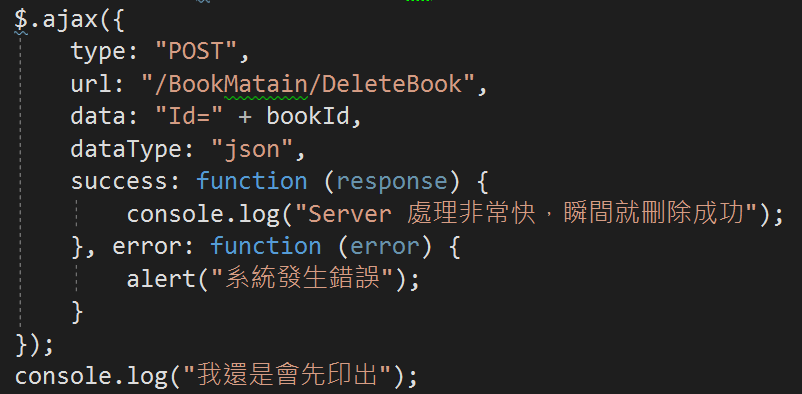 $.ajax({
type: "POST",
url: "/BookMatain/DeleteBook",
data: "Id=" + bookId,
dataType: "json",
success: function (response) {
console.log("Server 處理非常快，瞬間就刪除成功");
}, error: function (error) {
alert("系統發生錯誤");
}
});
console.log("我還是會先印出");